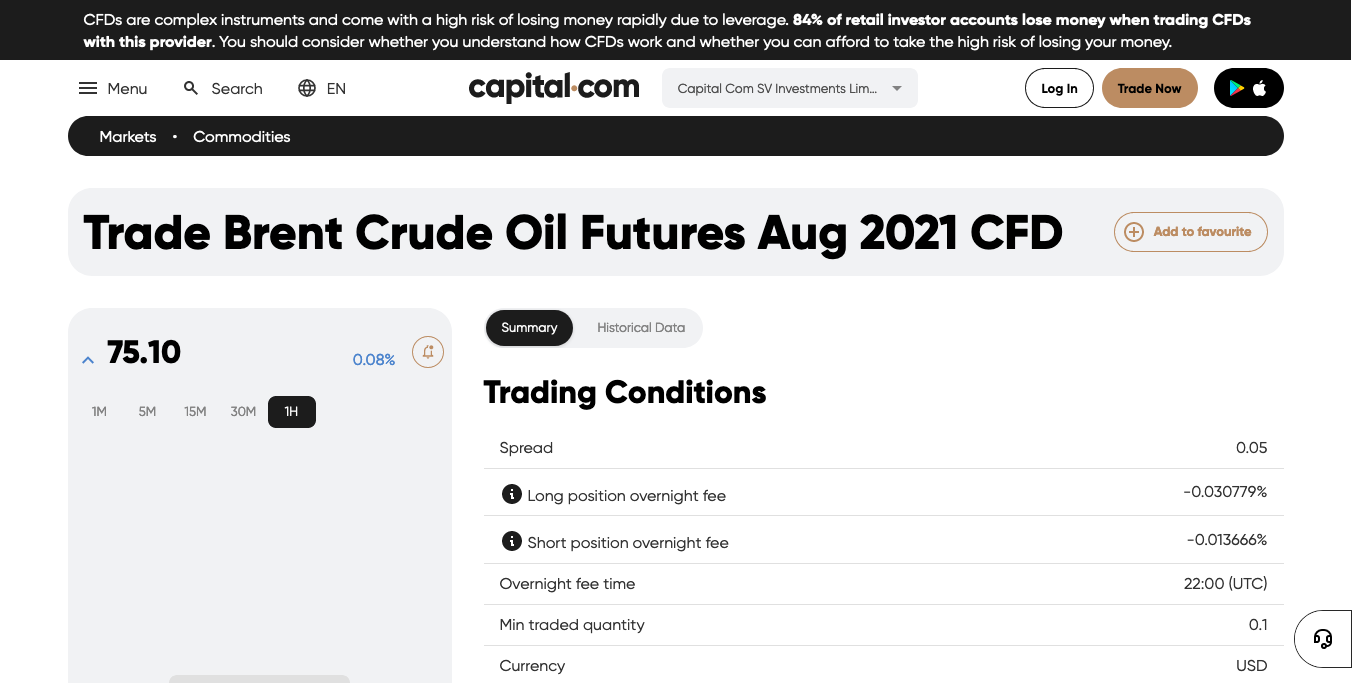 CFDs are complex instruments and come with a high risk of losing money rapidly due to leverage. 84% of retail investor accounts lose money when trading CFDs
with this provider. You should consider whether you understand how CFDs work and whether you can afford to take the high risk of losing your money.
Menu Search EN capital.com Capital Com SV Investments Lim... Log In Trade Now
Markets • Commodities
Trade Brent Crude Oil Futures Aug 2021 CFD Add to favourite
75.10 0.08%
1M 5M 15M 30M 1H
Summary Historical Data
Trading Conditions
Spread 0.05
Long position overnight fee -0.030779%
Short position overnight fee -0.013666%
Overnight fee time 22:00 (UTC)
Min traded quantity 0.1
Currency USD